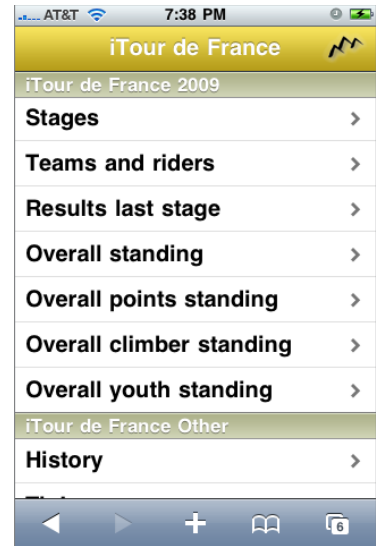 AT&T 7:38 PM
iTour de France
iTour de France 2009
Stages
Teams and riders
Results last stage
Overall standing
Overall points standing
Overall climber standing
Overall youth standing
iTour de France Other
History
6